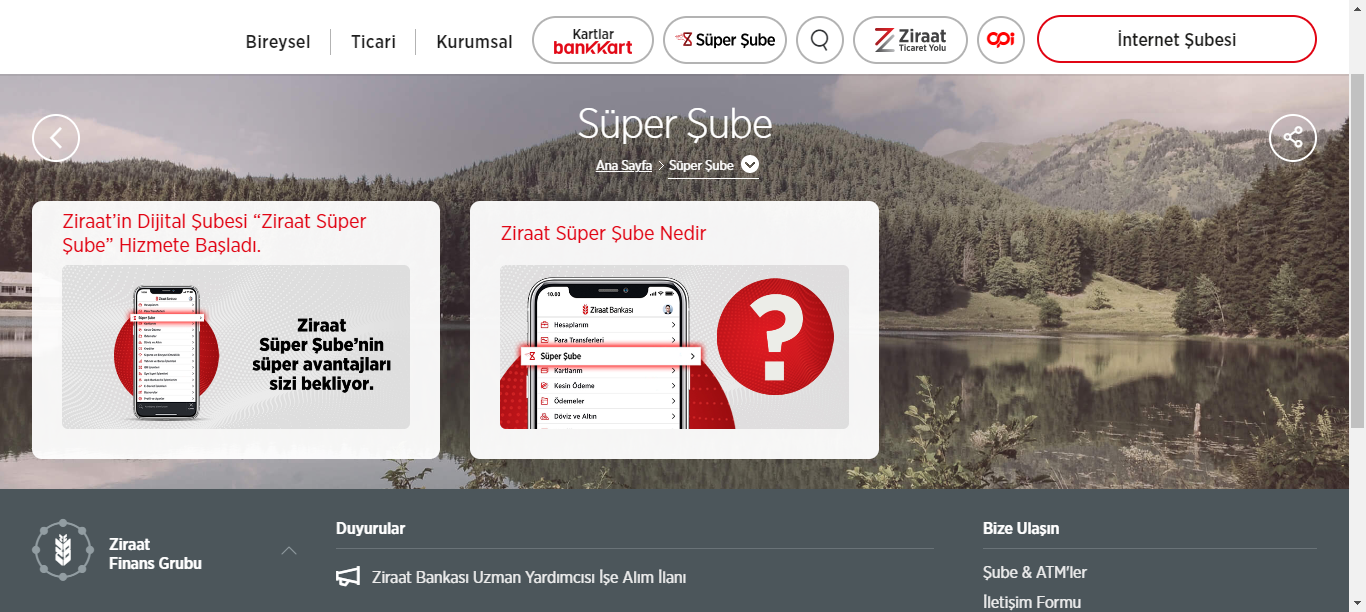 Bireysel
Ticari
Kurumsal
Kartlar
bankkart
Süper Şube
Ziraat
Ticaret Yolu
opi
İnternet Şubesi
Süper Şube
Ana Sayfa > Süper Şube
Ziraat’in Dijital Şubesi “Ziraat Süper
Şube” Hizmete Başladı.
Süper Şube
Ziraat
Süper Şube’nin
süper avantajları
sizi bekliyor.
Ziraat Süper Şube Nedir
10.03
Ziraat Bankası
Hesaplarım
Para Transferleri
Süper Şube
Kartlarım
Kesin Ödeme
Ödemeler
Döviz ve Altın
?
Ziraat
Finans Grubu
Duyurular
Ziraat Bankası Uzman Yardımcısı İşe Alım İlanı
Bize Ulaşın
Şube & ATM'ler
İletişim Formu